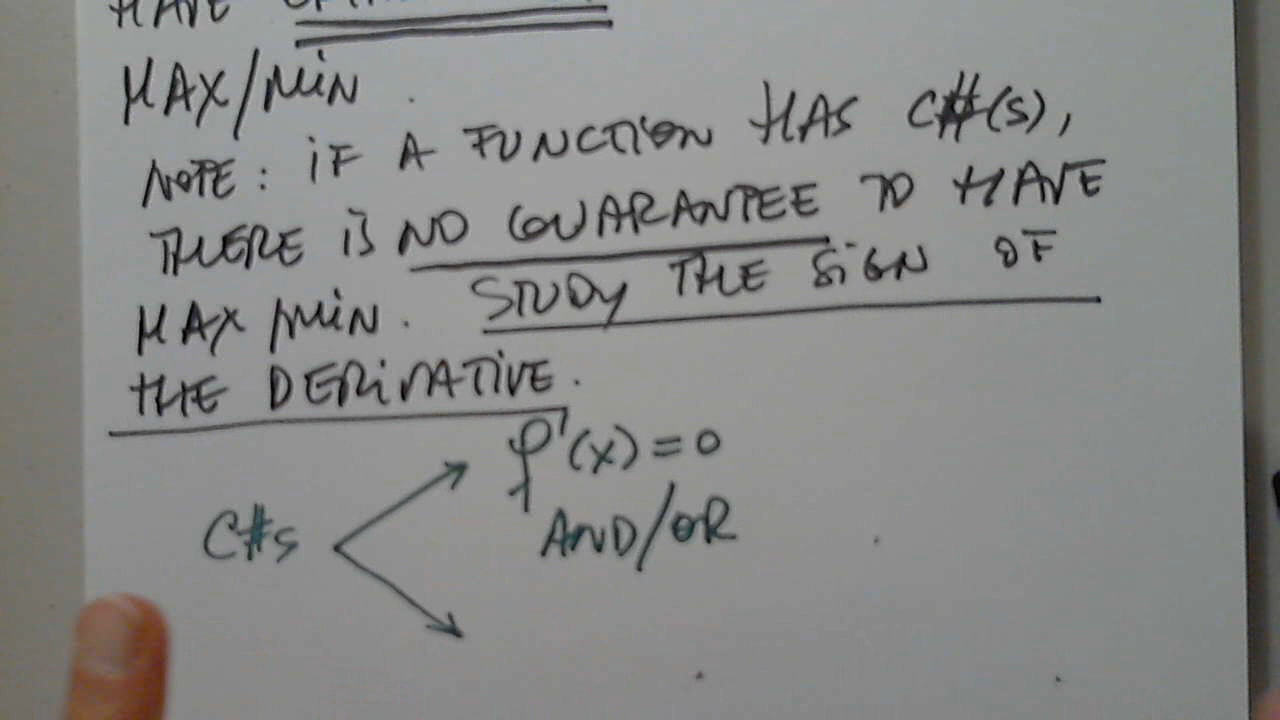 HAVE
MAX/MIN.
NOTE: IF A FUNCTION HAS C#(S),
THERE IS NO GUARANTEE TO HAVE
MAX/MIN. STUDY THE SIGN OF
THE DERIVATIVE.
f'(x) = 0
C#s AND/OR